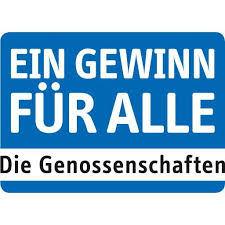 EIN GEWINN
FÜR ALLE
Die Genossenschaften